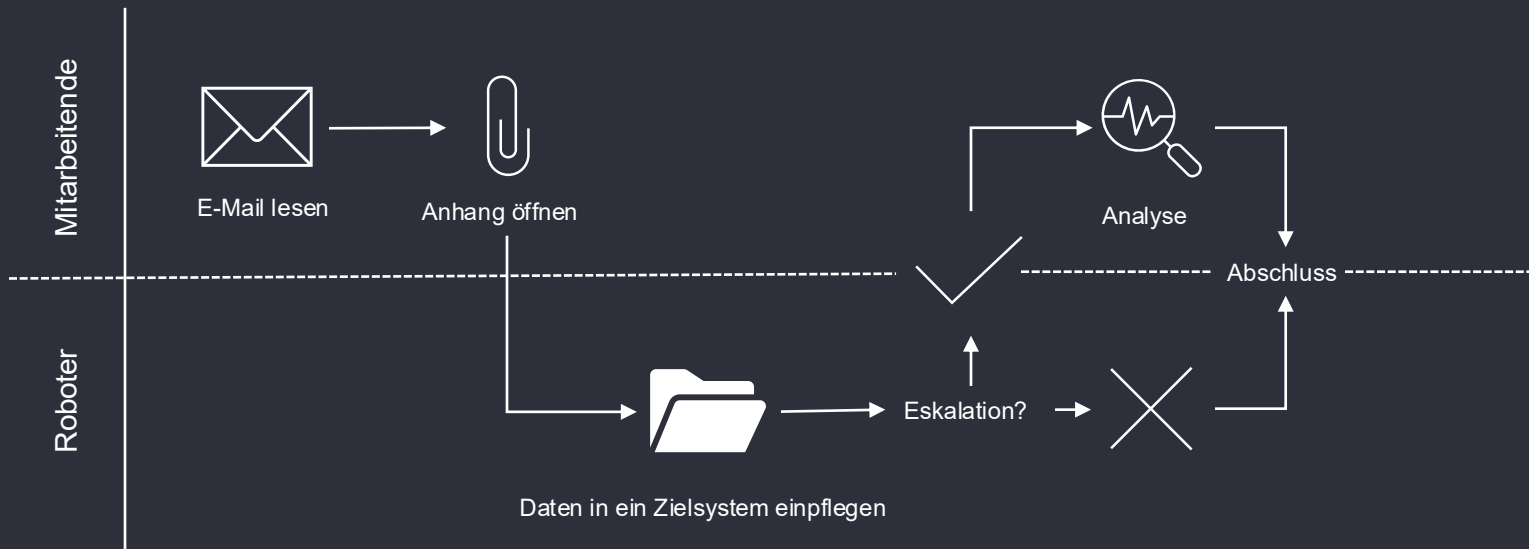 Mitarbeitende
E-Mail lesen
Anhang öffnen
Analyse
Abschluss
Roboter
Eskalation?
Daten in ein Zielsystem einpflegen